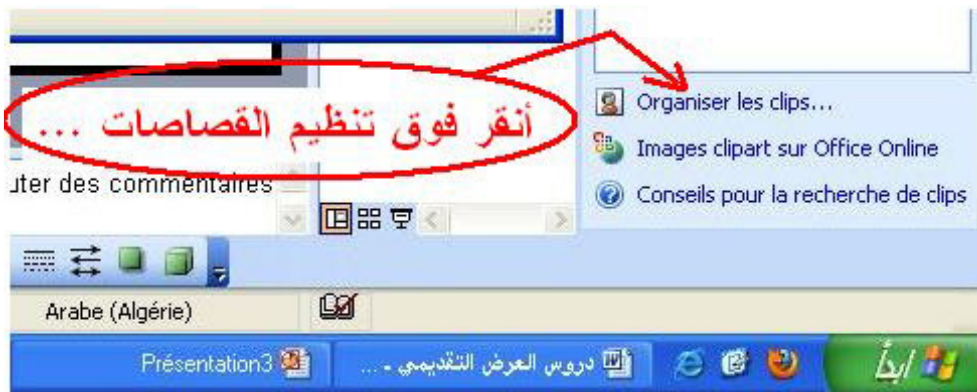 Organiser les clips...
أنقر فوق تنظيم القصاصات ...
Images clipart sur Office Online
uter des commentaires
Conseils pour la recherche de clips
Arabe (Algérie)
Présentation3
دروس العرض التقديمي - ...
ابدأ